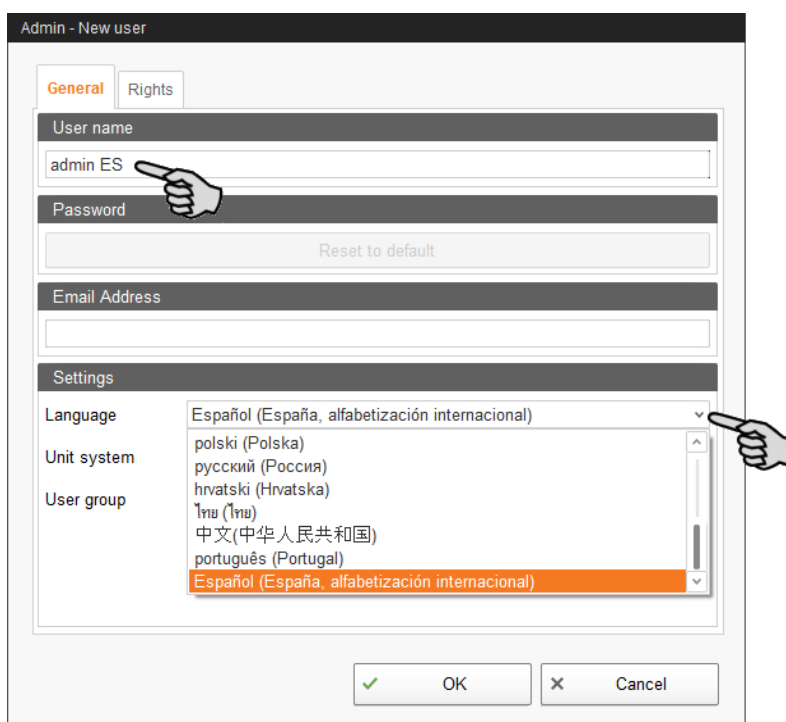 Admin - New user
General Rights
User name
admin ES
Password
Reset to default
Email Address
Settings
Language Español (España, alfabetización internacional)
polski (Polska)
Unit system
русский (Россия)
hrvatski (Hrvatska)
User group
ไทย (ไทย)
中文(中华人民共和国)
português (Portugal)
Español (España, alfabetización internacional)
OK Cancel